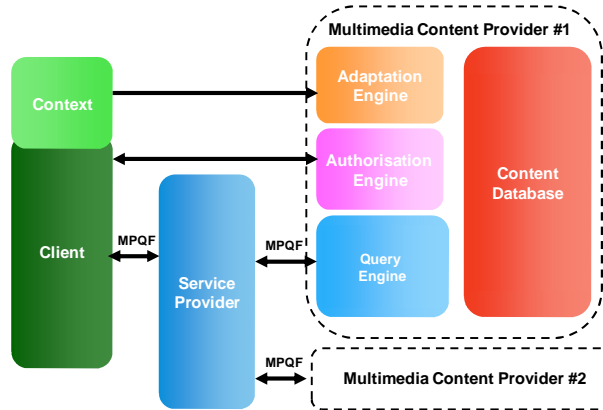 Multimedia Content Provider #1
Context
Adaptation
Engine
Authorisation
Engine
Content
Database
Client
MPQF
Service
Provider
MPQF
Query
Engine
MPQF
Multimedia Content Provider #2